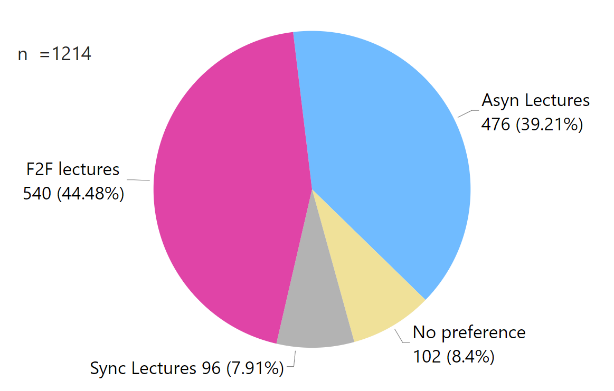 n =1214
Asyn Lectures
476 (39.21%)
F2F lectures
540 (44.48%)
No preference
102 (8.4%)
Sync Lectures 96 (7.91%)